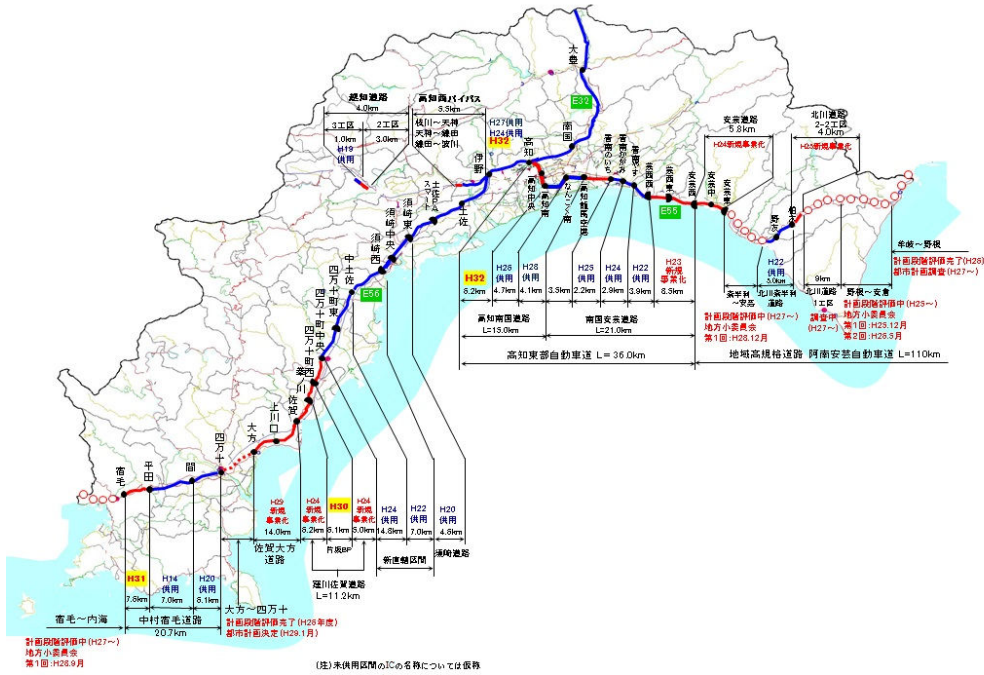 大豊
E32
越知道路
4.0km
高知西バイパス
3工区
2工区
1.0km
3.0km
H19
供用
枝川~天神
天神~鎌田
鎌田~波川
H27供用
H24供用
H32
高知
南国
伊野
土佐
土佐PA
スマート
須崎東
須崎中央
須崎西
中土佐
四万十町東
四万十町中央
四万十町西
E56
佐賀
上川口
大方
四万十
間
平田
宿毛
高知中央
高知南
なんこく南
高知龍馬空港
香南のいち
香南かがみ
香南やす
芸西西
芸西東
安芸西
安芸中
安芸東
E55
安芸道路
5.8km
H24新規事業化
北川道路
2-2工区
4.0km
H25新規事業化
野友
柏木
H32
6.2km
H26
供用
4.7km
H28
供用
4.1km
3.5km
H25
供用
2.2km
H24
供用
2.9km
H22
供用
3.9km
H23
新規
事業化
8.5km
高知南国道路
L=15.0km
南国安芸道路
L=21.0km
高知東部自動車道 L=36.0km
地域高規格道路 阿南安芸自動車道 L=110km
H22
供用
5.0km
奈半利
~安芸
北川奈半利
道路
9km
北川道路
1工区
調査中
(H27~)
野根~安倉
牟岐~野根
計画段階評価完了(H28)
都市計画調査(H27~)
計画段階評価中(H27~)
地方小委員会
第1回:H28.12月
計画段階評価中(H25~)
地方小委員会
第1回:H25.12月
第2回:H26.5月
H29
新規
事業化
14.0km
H24
新規
事業化
6.2km
H30
6.1km
H24
新規
事業化
5.0km
H24
供用
14.8km
H22
供用
7.0km
H20
供用
4.8km
佐賀大方
道路
片坂BP
窪川佐賀道路
L=11.2km
新直轄区間
須崎道路
H31
7.6km
H14
供用
7.0km
H20
供用
6.1km
宿毛~内海
中村宿毛道路
20.7km
大方~四万十
計画段階評価完了(H28年度)
都市計画決定(H29.1月)
計画段階評価中(H27~)
地方小委員会
第1回:H28.9月
(注)未供用区間のICの名称については仮称